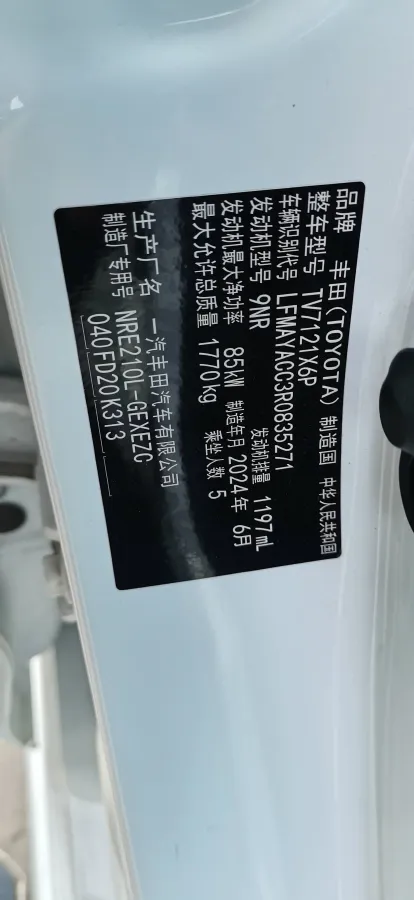 品牌 丰田(TOYOTA) 制造国 中华人民共和国
整车型号 TV7121X6P
车辆识别代号 LFMAYACC3R0835271
发动机型号 9NR 发动机排量 1197mL
发动机最大净功率 85kW 制造年月 2024年 6月
最大允许总质量 1770kg 乘坐人数 5
生产厂名 一汽丰田汽车有限公司
制造厂专用号 NRE210L-GEXEZC
040FD20K313